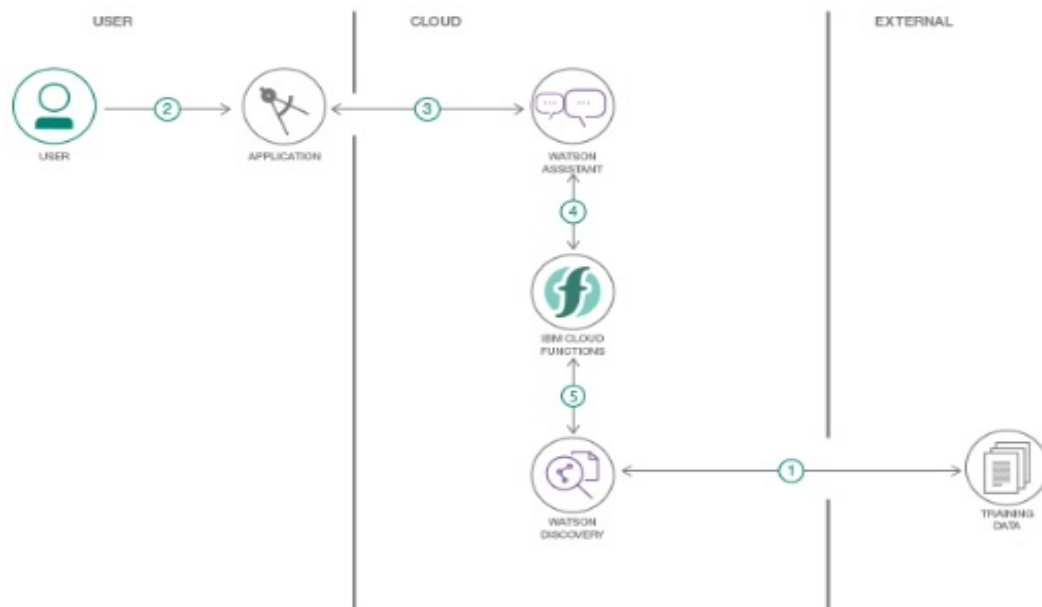 USER
CLOUD
EXTERNAL
2
3
USER
APPLICATION
WATSON
ASSISTANT
4
IBM CLOUD
FUNCTIONS
5
1
WATSON
DISCOVERY
TRAINING
DATA